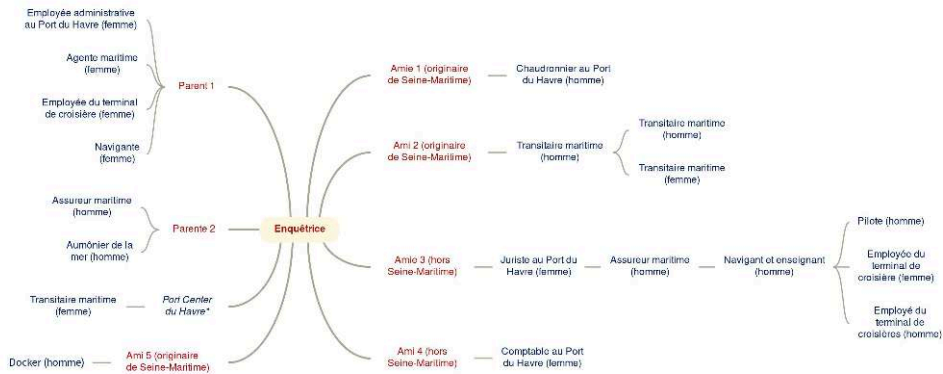 Employée administrative
au Port du Havre (femme)
Agente maritime
(femme)
Employée du terminal
de croisière (femme)
Navigante
(femme)
Parent 1
Assureur maritime
(homme)
Aumônier de la
mer (homme)
Parente 2
Transitaire maritime
(femme)
Port Center
du Havre*
Docker (homme)
Ami 5 (originaire
de Seine-Maritime)
Enquêtrice
Amie 1 (originaire
de Seine-Maritime)
Chaudronnier au Port
du Havre (homme)
Ami 2 (originaire
de Seine-Maritime)
Transitaire maritime
(homme)
Transitaire maritime
(homme)
Transitaire maritime
(femme)
Amie 3 (hors
Seine-Maritime)
Juriste au Port du
Havre (femme)
Assureur maritime
(homme)
Navigant et enseignant
(homme)
Pilote (homme)
Employée du
terminal de
croisière (femme)
Employé du
terminal de
croisières (homme)
Ami 4 (hors
Seine-Maritime)
Comptable au Port
du Havre (femme)